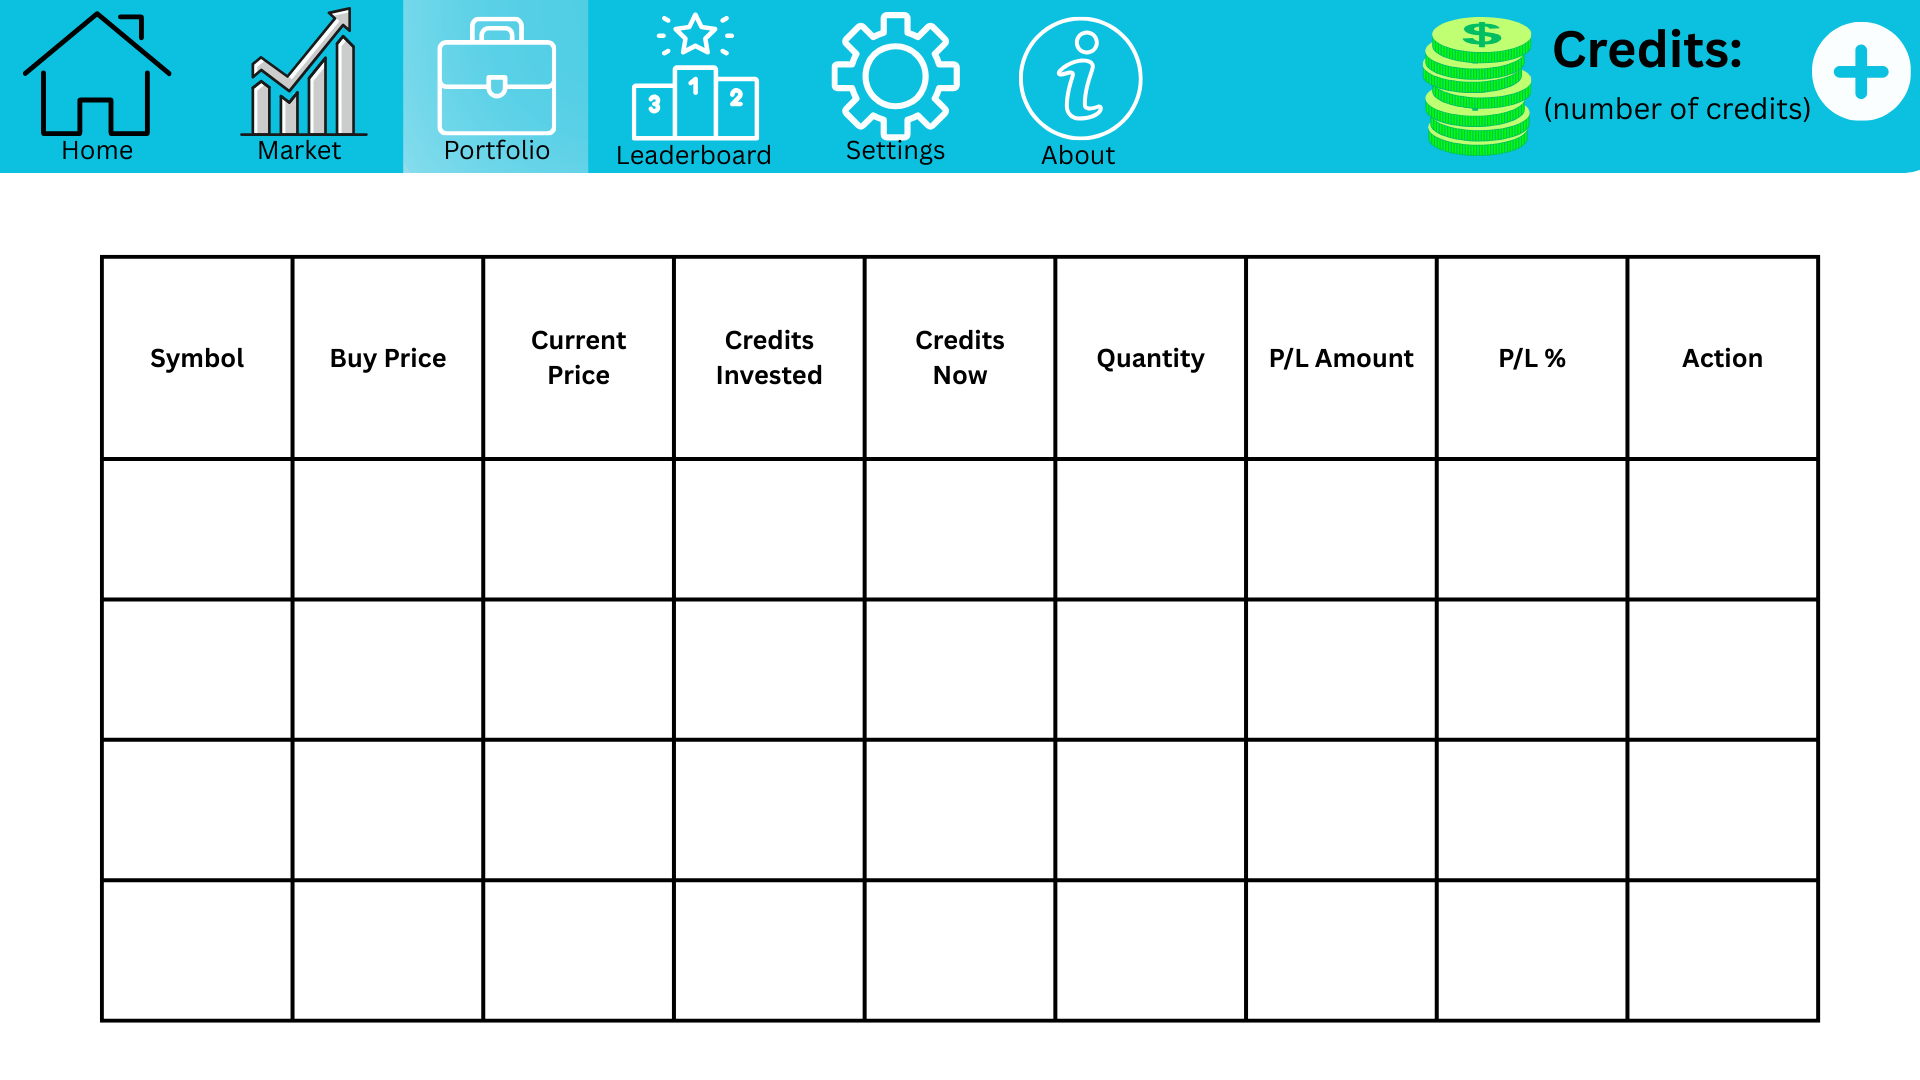 $
Credits:
(number of credits)
3 1 2
Home
Market
Portfolio
Leaderboard
Settings
About
Symbol
Buy Price
Current
Price
Credits
Invested
Credits
Now
Quantity
P/L Amount
P/L %
Action